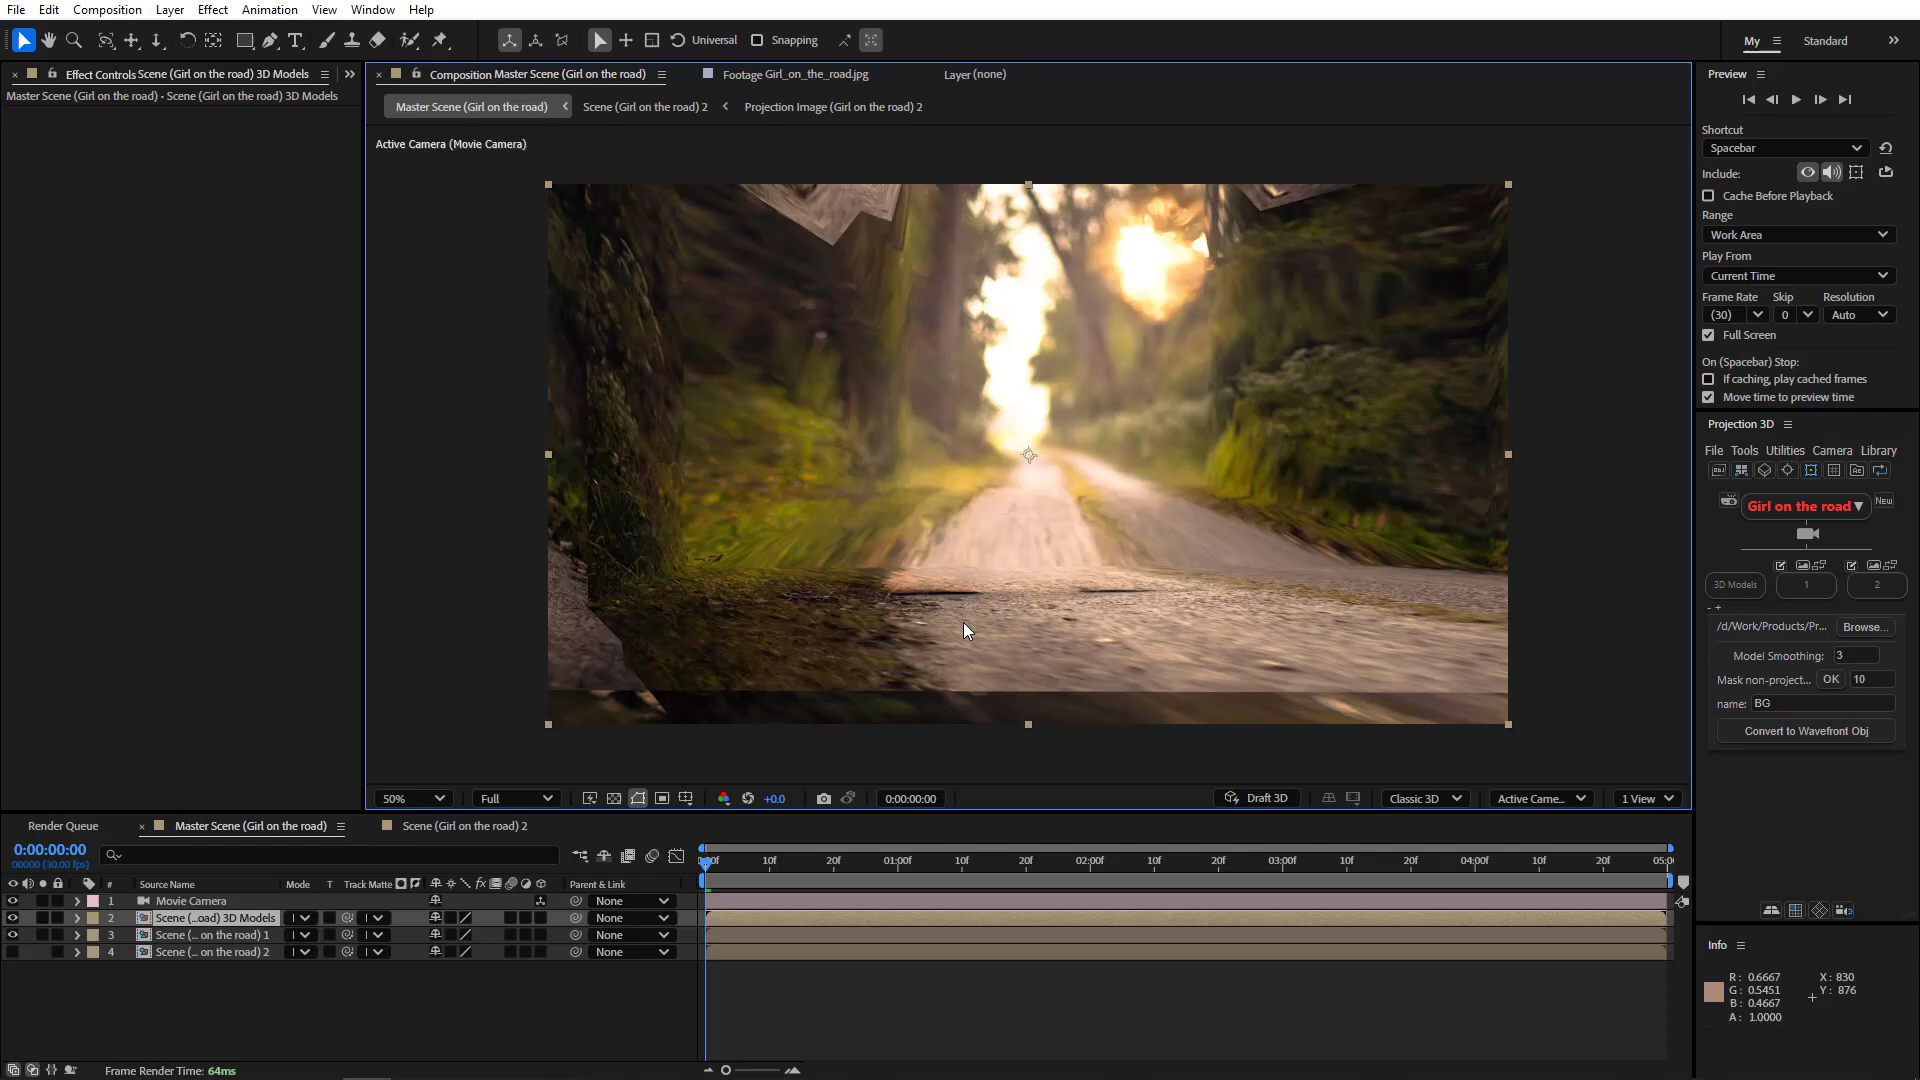 File Edit Composition Layer Effect Animation View Window Help
Universal Snapping My Standard
Effect Controls Scene (Girl on the road) 3D Models
Master Scene (Girl on the road) • Scene (Girl on the road) 3D Models
Composition Master Scene (Girl on the road) Footage Girl_on_the_road.jpg Layer (none)
Master Scene (Girl on the road) Scene (Girl on the road) 2 Projection Image (Girl on the road) 2
Active Camera (Movie Camera)
50% Full +0.0 0:00:00:00 Draft 3D Classic 3D Active Came... 1 View
Preview
Shortcut
Spacebar
Include:
Cache Before Playback
Range
Work Area
Play From
Current Time
Frame Rate Skip Resolution
(30) 0 Auto
Full Screen
On (Spacebar) Stop:
If caching, play cached frames
Move time to preview time
Projection 3D
File Tools Utilities Camera Library
Girl on the road ▼ New
3D Models 1 2
- +
/d/Work/Products/Pr... Browse...
Model Smoothing: 3
Mask non-project... OK 10
name: BG
Convert to Wavefront Obj
Info
R: 0.6667 X: 830
G: 0.5451 Y: 876
B: 0.4667
A: 1.0000
Render Queue Master Scene (Girl on the road) Scene (Girl on the road) 2
0:00:00:00
00000 (30.00 fps)
10f 20f 01:00f 10f 20f 02:00f 10f 20f 03:00f 10f 20f 04:00f 10f 20f
# Source Name Mode T Track Matte fx Parent & Link
1 Movie Camera None
2 Scene (...oad) 3D Models None
3 Scene (... on the road) 1 None
4 Scene (... on the road) 2 None
Frame Render Time: 64ms